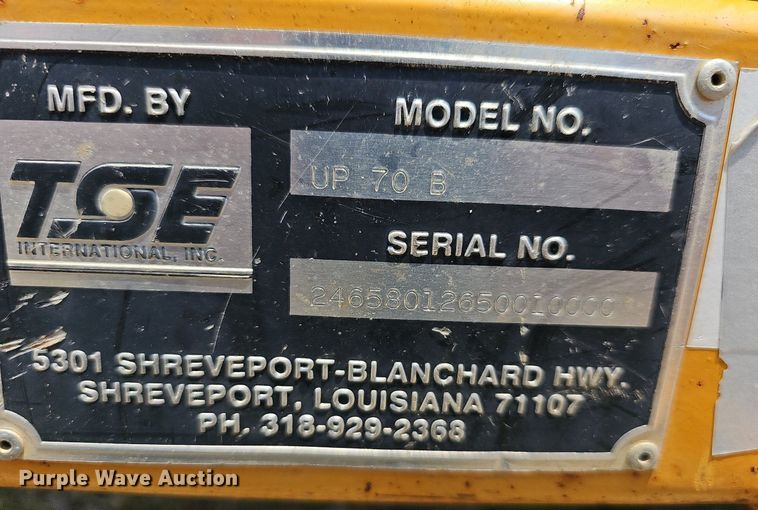 MFD. BY
TSE
INTERNATIONAL, INC.
MODEL NO.
UP 70 B
SERIAL NO.
24658012650010000
5301 SHREVEPORT-BLANCHARD HWY.
SHREVEPORT, LOUISIANA 71107
PH. 318-929-2368
Purple Wave Auction